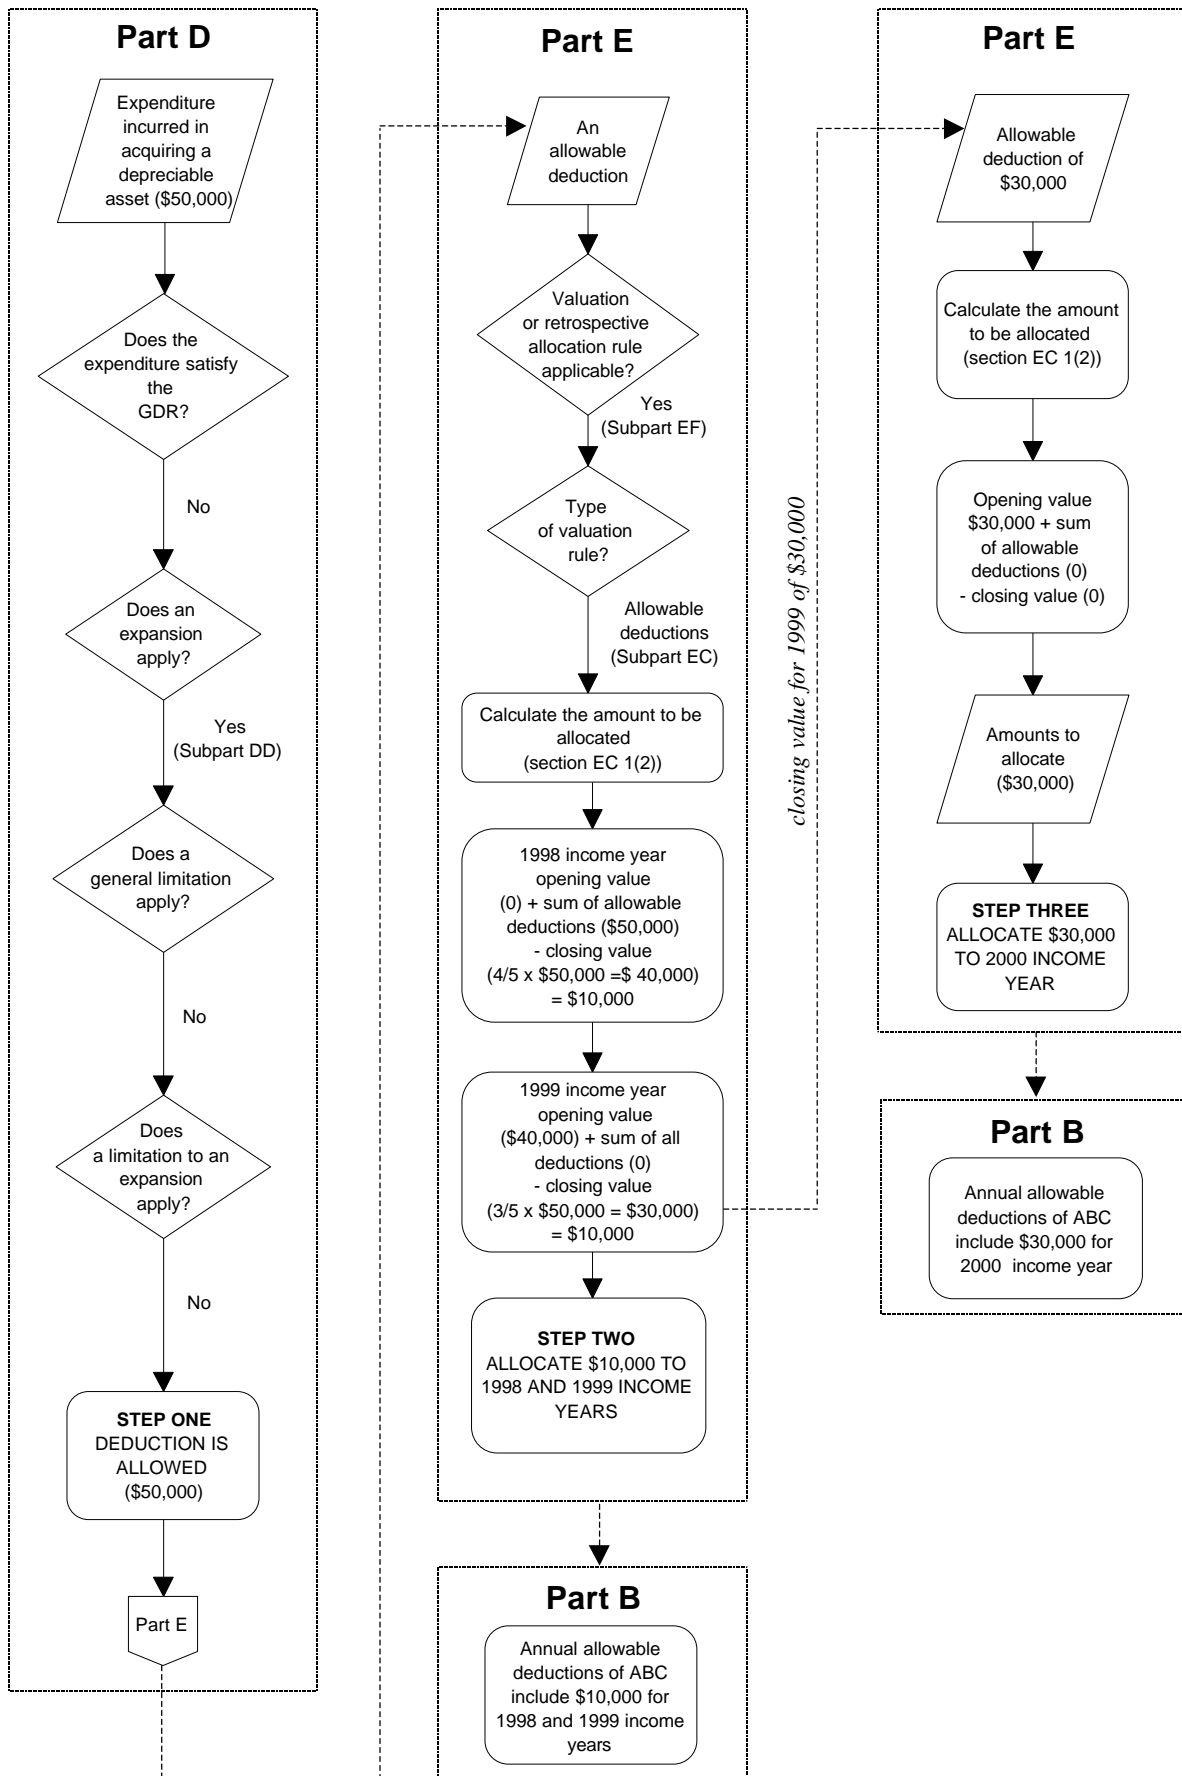 Part D
Expenditure
incurred in
acquiring a
depreciable
asset ($50,000)
Does the
expenditure satisfy
the
GDR?
No
Does an
expansion
apply?
Yes
(Subpart DD)
Does a
general limitation
apply?
No
Does
a limitation to an
expansion
apply?
No
STEP ONE
DEDUCTION IS
ALLOWED
($50,000)
Part E
Part E
An
allowable
deduction
Valuation
or retrospective
allocation rule
applicable?
Yes
(Subpart EF)
Type
of valuation
rule?
Allowable
deductions
(Subpart EC)
Calculate the amount to be
allocated
(section EC 1(2))
1998 income year
opening value
(0) + sum of allowable
deductions ($50,000)
- closing value
(4/5 x $50,000 =$ 40,000)
= $10,000
1999 income year
opening value
($40,000) + sum of all
deductions (0)
- closing value
(3/5 x $50,000 = $30,000)
= $10,000
STEP TWO
ALLOCATE $10,000 TO
1998 AND 1999 INCOME
YEARS
Part B
Annual allowable
deductions of ABC
include $10,000 for
1998 and 1999 income
years
closing value for 1999 of $30,000
Part E
Allowable
deduction of
$30,000
Calculate the amount
to be allocated
(section EC 1(2))
Opening value
$30,000 + sum
of allowable
deductions (0)
- closing value (0)
Amounts to
allocate
($30,000)
STEP THREE
ALLOCATE $30,000
TO 2000 INCOME
YEAR
Part B
Annual allowable
deductions of ABC
include $30,000 for
2000 income year